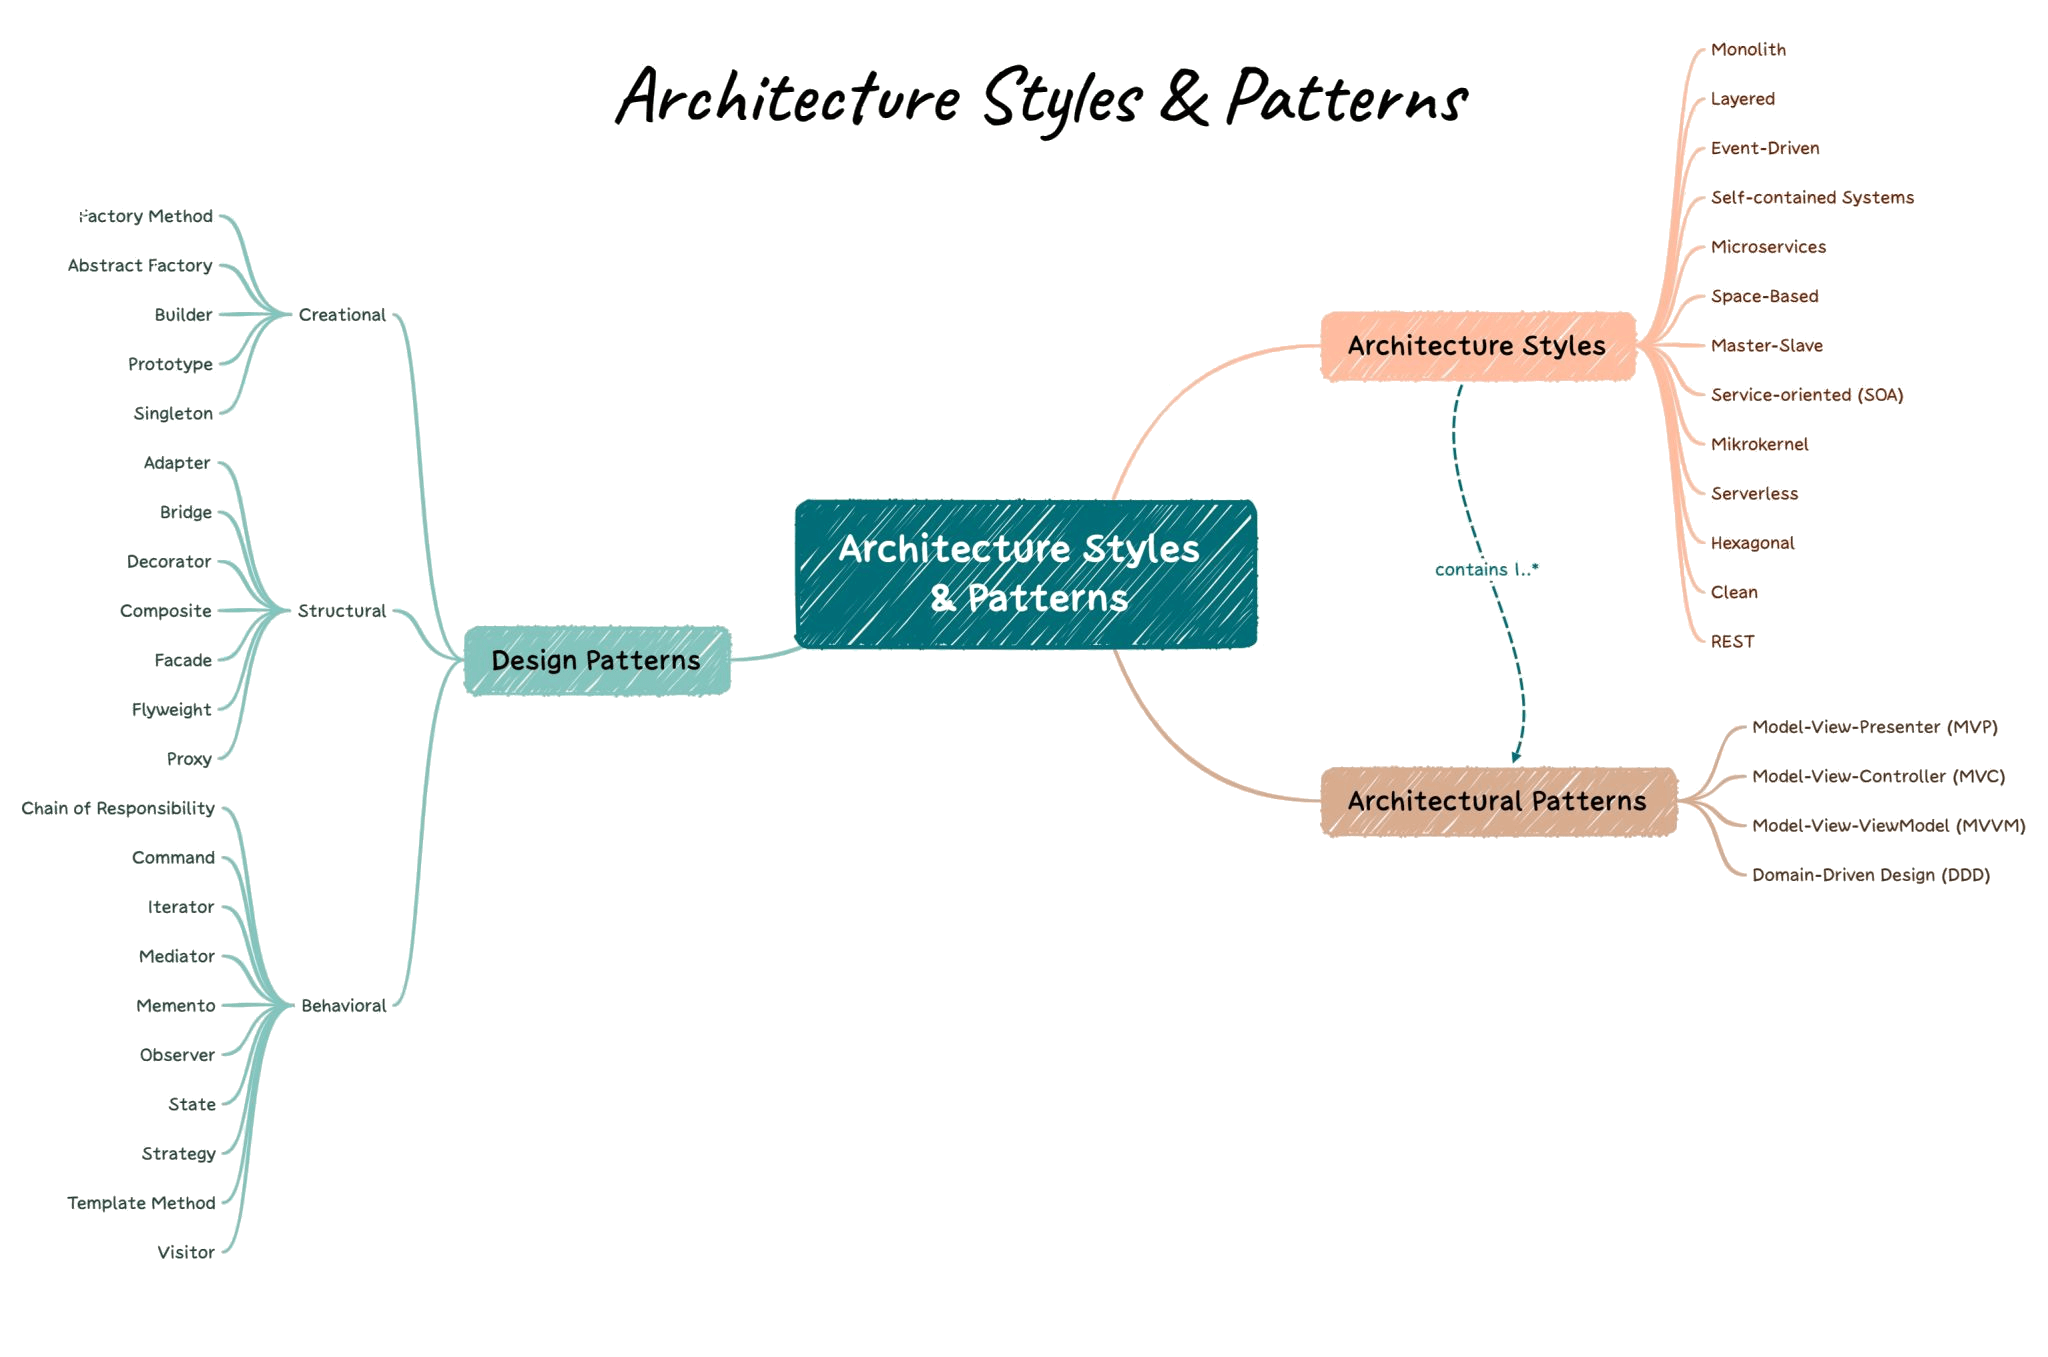 Architecture Styles & Patterns
Factory Method
Abstract Factory
Builder
Prototype
Singleton
Creational
Adapter
Bridge
Decorator
Composite
Facade
Flyweight
Proxy
Structural
Chain of Responsibility
Command
Iterator
Mediator
Memento
Observer
State
Strategy
Template Method
Visitor
Behavioral
Design Patterns
Architecture Styles
& Patterns
Architecture Styles
Monolith
Layered
Event-Driven
Self-contained Systems
Microservices
Space-Based
Master-Slave
Service-oriented (SOA)
Mikrokernel
Serverless
Hexagonal
Clean
REST
contains 1..*
Architectural Patterns
Model-View-Presenter (MVP)
Model-View-Controller (MVC)
Model-View-ViewModel (MVVM)
Domain-Driven Design (DDD)